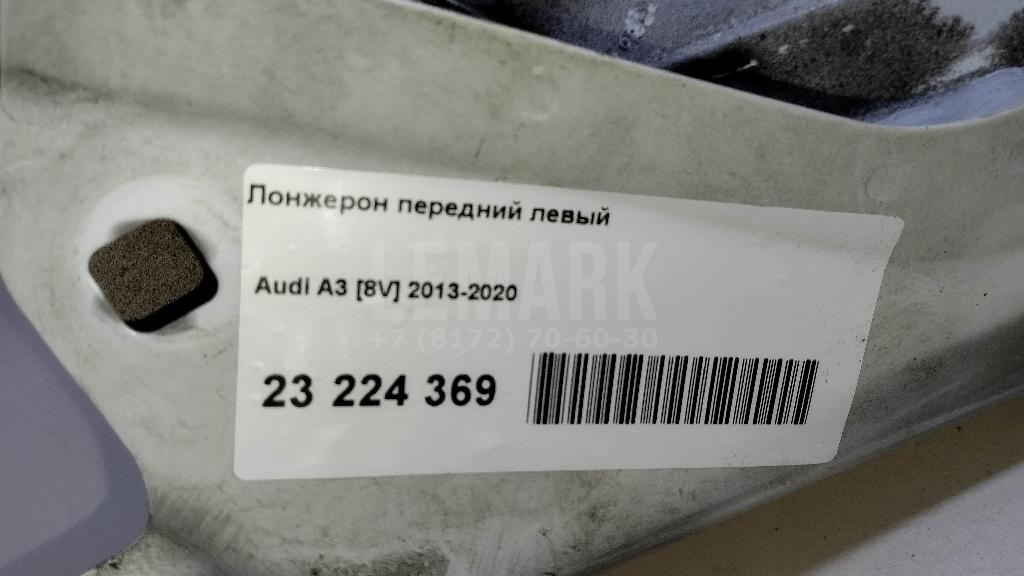 Лонжерон передний левый
LEMARK
Audi A3 [8V] 2013-2020
+7 (8172) 70-60-30
23 224 369